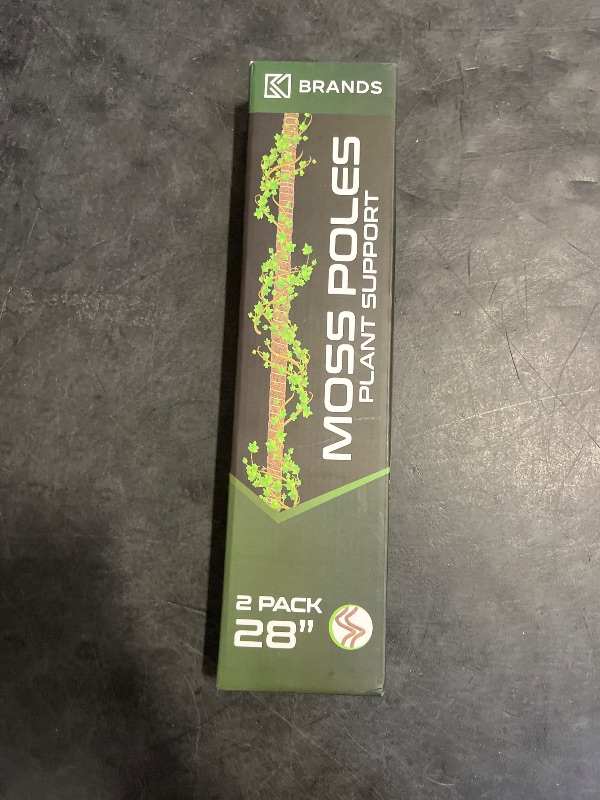 BRANDS
MOSS POLES
PLANT SUPPORT
2 PACK
28”